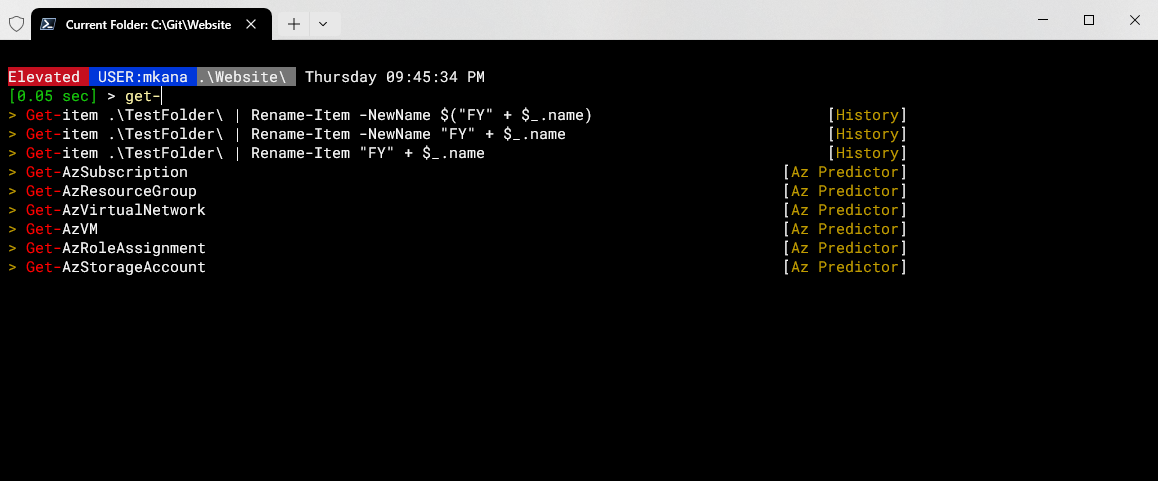 Current Folder: C:\Git\Website
Elevated USER:mkana .\Website\ Thursday 09:45:34 PM
[0.05 sec] > get-
> Get-item .\TestFolder\ | Rename-Item -NewName $("FY" + $_.name) [History]
> Get-item .\TestFolder\ | Rename-Item -NewName "FY" + $_.name [History]
> Get-item .\TestFolder\ | Rename-Item "FY" + $_.name [History]
> Get-AzSubscription [Az Predictor]
> Get-AzResourceGroup [Az Predictor]
> Get-AzVirtualNetwork [Az Predictor]
> Get-AzVM [Az Predictor]
> Get-AzRoleAssignment [Az Predictor]
> Get-AzStorageAccount [Az Predictor]